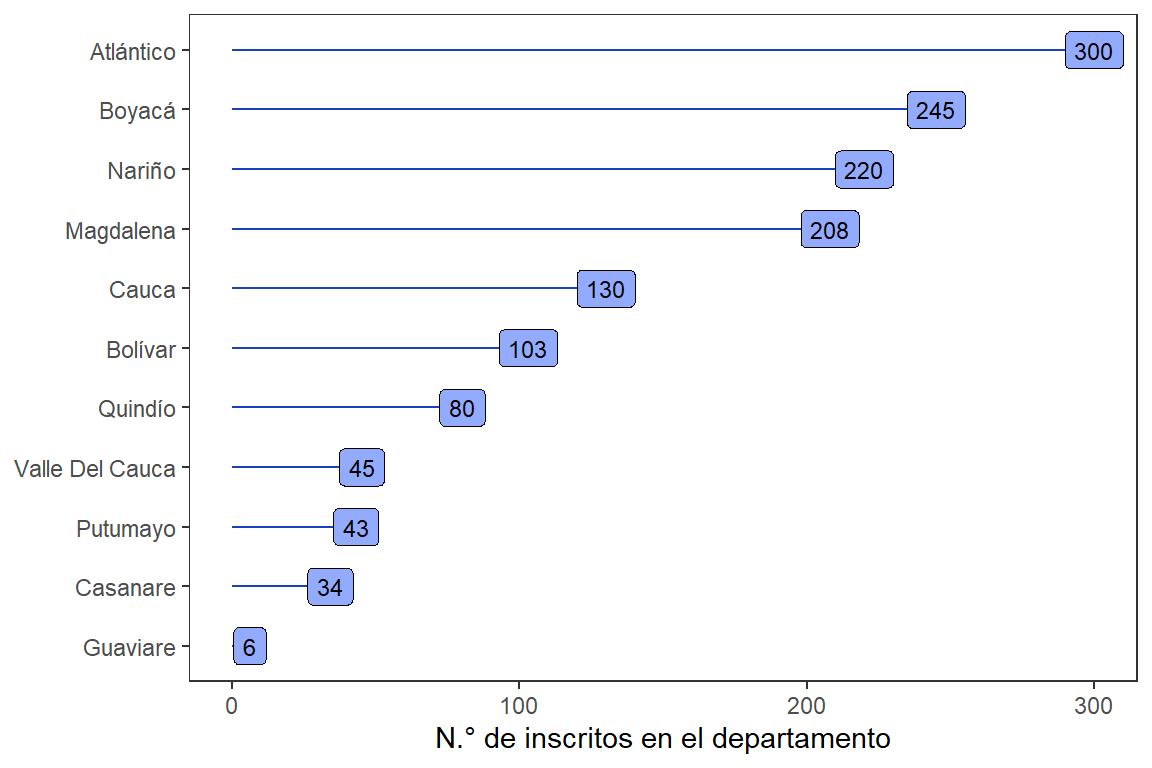 Atlántico 300
Boyacá 245
Nariño 220
Magdalena 208
Cauca 130
Bolívar 103
Quindío 80
Valle Del Cauca 45
Putumayo 43
Casanare 34
Guaviare 6
0 100 200 300
N.° de inscritos en el departamento